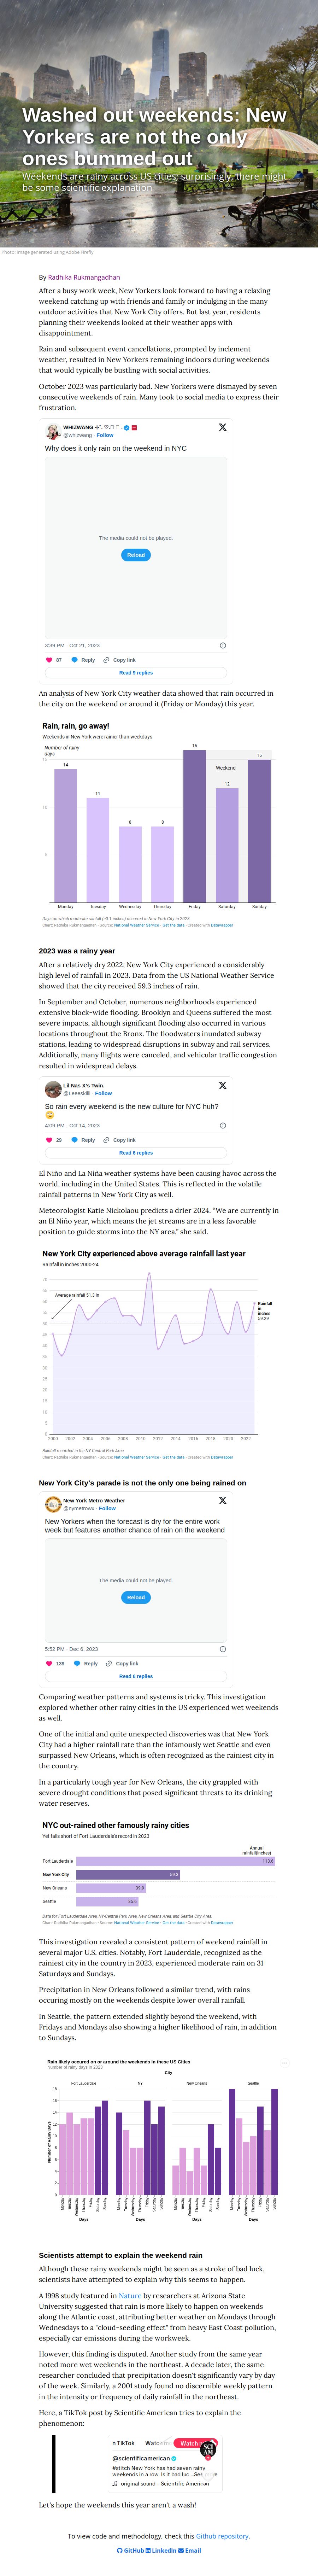 Washed out weekends: New
Yorkers are not the only
ones bummed out
Weekends are rainy across US cities; surprisingly, there might
be some scientific explanation
Photo: Image generated using Adobe Firefly
By Radhika Rukmangadhan
After a busy work week, New Yorkers look forward to having a relaxing
weekend catching up with friends and family or indulging in the many
outdoor activities that New York City offers. But last year, residents
planning their weekends looked at their weather apps with
disappointment.
Rain and subsequent event cancellations, prompted by inclement
weather, resulted in New Yorkers remaining indoors during weekends
that would typically be bustling with social activities.
October 2023 was particularly bad. New Yorkers were dismayed by seven
consecutive weekends of rain. Many took to social media to express their
frustration.
WHIZWANG
@whizwang · Follow
Why does it only rain on the weekend in NYC
The media could not be played.
Reload
3:39 PM · Oct 21, 2023
87 Reply Copy link
Read 9 replies
An analysis of New York City weather data showed that rain occurred in
the city on the weekend or around it (Friday or Monday) this year.
Rain, rain, go away!
Weekends in New York were rainier than weekdays
Number of rainy
days
15
10
5
14
11
8
8
16
12
15
Weekend
Monday Tuesday Wednesday Thursday Friday Saturday Sunday
Days on which moderate rainfall (>0.1 inches) occurred in New York City in 2023.
Chart: Radhika Rukmangadhan • Source: National Weather Service • Get the data • Created with Datawrapper
2023 was a rainy year
After a relatively dry 2022, New York City experienced a considerably
high level of rainfall in 2023. Data from the US National Weather Service
showed that the city received 59.3 inches of rain.
In September and October, numerous neighborhoods experienced
extensive block-wide flooding. Brooklyn and Queens suffered the most
severe impacts, although significant flooding also occurred in various
locations throughout the Bronx. The floodwaters inundated subway
stations, leading to widespread disruptions in subway and rail services.
Additionally, many flights were canceled, and vehicular traffic congestion
resulted in widespread delays.
Lil Nas X's Twin.
· Follow
So rain every weekend is the new culture for NYC huh?
🙄
4:09 PM · Oct 14, 2023
29 Reply Copy link
Read 6 replies
El Niño and La Niña weather systems have been causing havoc across the
world, including in the United States. This is reflected in the volatile
rainfall patterns in New York City as well.
Meteorologist Katie Nickolaou predicts a drier 2024. “We are currently in
an El Niño year, which means the jet streams are in a less favorable
position to guide storms into the NY area,” she said.
New York City experienced above average rainfall last year
Rainfall in inches 2000-24
70
65
60
55
50
45
40
35
30
25
20
15
10
5
0
Average rainfall 51.3 in
Rainfall
in
inches
59.29
2000 2002 2004 2006 2008 2010 2012 2014 2016 2018 2020 2022
Rainfall recorded in the NY-Central Park Area
Chart: Radhika Rukmangadhan • Source: National Weather Service • Get the data • Created with Datawrapper
New York City's parade is not the only one being rained on
New York Metro Weather
@nymetrowx · Follow
New Yorkers when the forecast is dry for the entire work
week but features another chance of rain on the weekend
The media could not be played.
Reload
5:52 PM · Dec 6, 2023
139 Reply Copy link
Read 6 replies
Comparing weather patterns and systems is tricky. This investigation
explored whether other rainy cities in the US experienced wet weekends
as well.
One of the initial and quite unexpected discoveries was that New York
City had a higher rainfall rate than the infamously wet Seattle and even
surpassed New Orleans, which is often recognized as the rainiest city in
the country.
In a particularly tough year for New Orleans, the city grappled with
severe drought conditions that posed significant threats to its drinking
water reserves.
NYC out-rained other famously rainy cities
Yet falls short of Fort Lauderdale's record in 2023
Annual
rainfall(inches)
Fort Lauderdale 113.6
New York City 59.3
New Orleans 39.9
Seattle 35.6
Data for Fort Lauderdale area, NY-Central Park Area, New Orleans Area, and Seattle City Area.
Chart: Radhika Rukmangadhan • Source: National Weather Service • Get the data • Created with Datawrapper
This investigation revealed a consistent pattern of weekend rainfall in
several major U.S. cities. Notably, Fort Lauderdale, recognized as the
rainiest city in the country in 2023, experienced moderate rain on 31
Saturdays and Sundays.
Precipitation in New Orleans followed a similar trend, with rains
occuring mostly on the weekends despite lower overall rainfall.
In Seattle, the pattern extended slightly beyond the weekend, with
Fridays and Mondays also showing a higher likelihood of rain, in addition
to Sundays.
Rain likely occured on or around the weekends in these US Cities
Number of rainy days in 2023
City
Fort Lauderdale NY New Orleans Seattle
Number of Rainy Days
18
16
14
12
10
8
6
4
2
0
Monday Tuesday Wednesday Thursday Friday Saturday Sunday
Monday Tuesday Wednesday Thursday Friday Saturday Sunday
Monday Tuesday Wednesday Thursday Friday Saturday Sunday
Monday Tuesday Wednesday Thursday Friday Saturday Sunday
Days Days Days Days
Scientists attempt to explain the weekend rain
Although these rainy weekends might be seen as a stroke of bad luck,
scientists have attempted to explain why this seems to happen.
A 1998 study featured in Nature by researchers at Arizona State
University suggested that rain is more likely to happen on weekends
along the Atlantic coast, attributing better weather on Mondays through
Wednesdays to a "cloud-seeding effect" from heavy East Coast pollution,
especially car emissions during the workweek.
However, this finding is disputed. Another study from the same year
noted more wet weekends in the northeast. A decade later, the same
researcher concluded that precipitation doesn't significantly vary by day
of the week. Similarly, a 2001 study found no discernible weekly pattern
in the intensity or frequency of daily rainfall in the northeast.
Here, a TikTok post by Scientific American tries to explain the
phenomenon:
n TikTok Watch
@scientificamerican
#stitch New York has had seven rainy
weekends in a row. Is it bad luc ...See
original sound - Scientific American
Let's hope the weekends this year aren't a wash!
To view code and methodology, check this Github repository.
GitHub LinkedIn Email